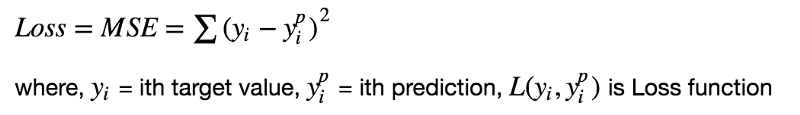 Loss = MSE = ∑(yᵢ − yᵢᵖ)²
where, yᵢ = ith target value, yᵢᵖ = ith prediction, L(yᵢ, yᵢᵖ) is Loss function